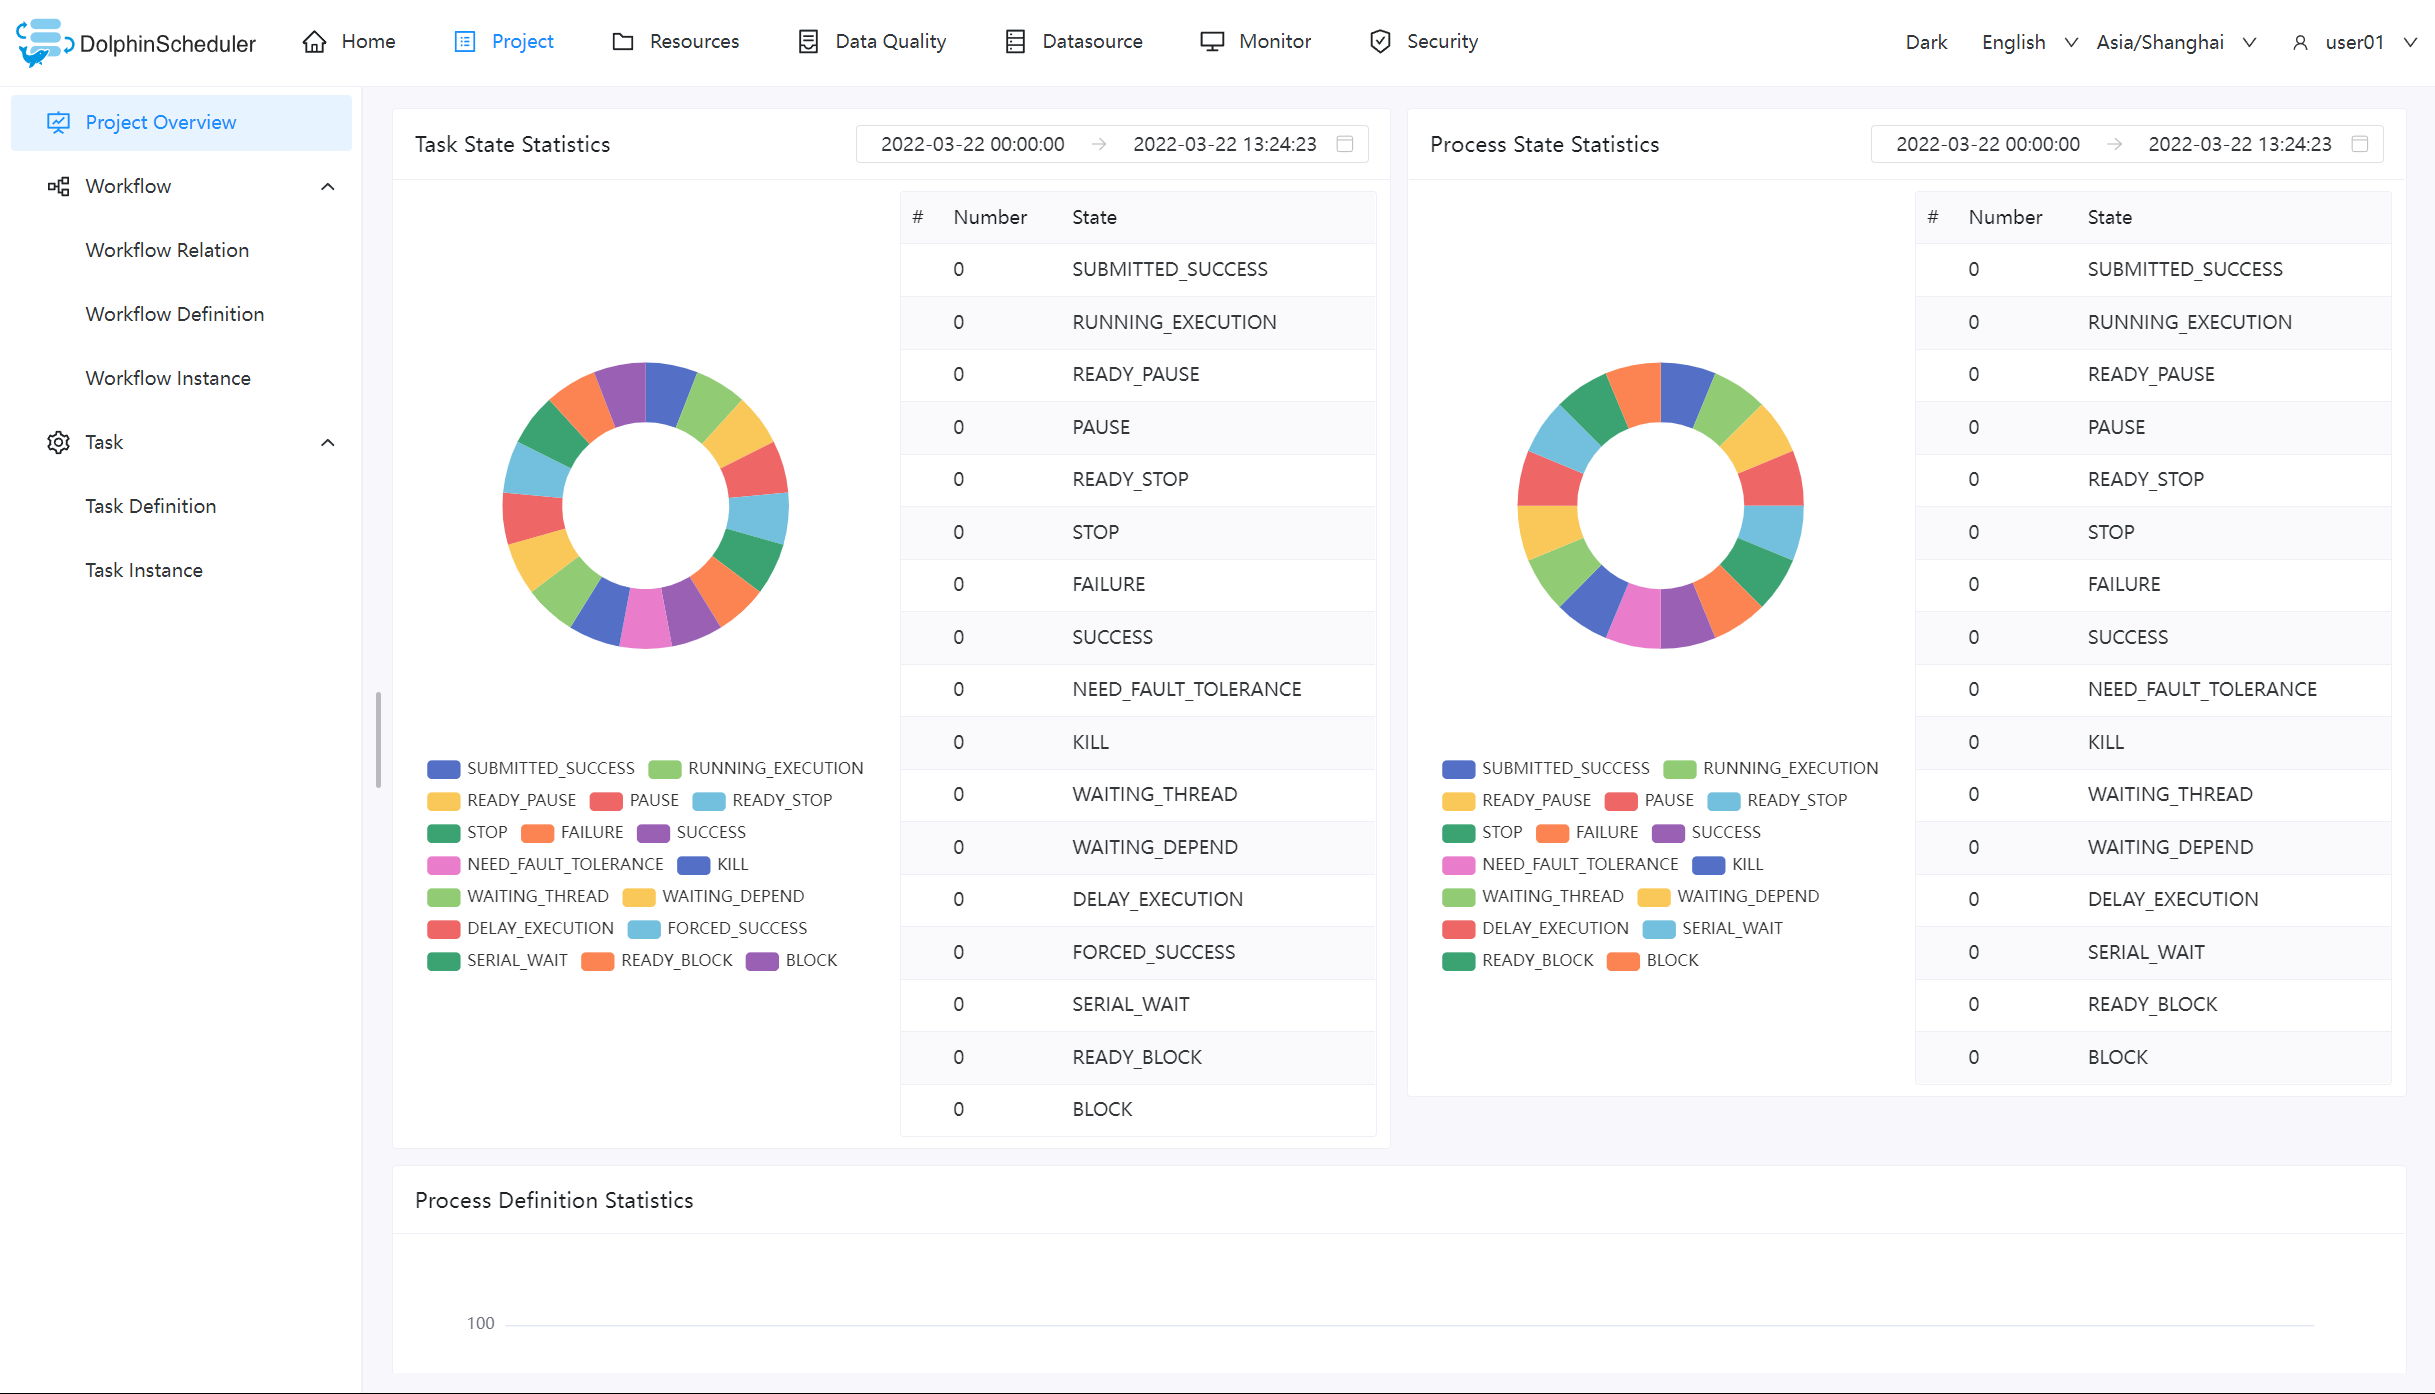 DolphinScheduler Home Project Resources Data Quality Datasource Monitor Security Dark English Asia/Shanghai user01
Project Overview
Workflow
Workflow Relation
Workflow Definition
Workflow Instance
Task
Task Definition
Task Instance
Task State Statistics 2022-03-22 00:00:00 → 2022-03-22 13:24:23
SUBMITTED_SUCCESS RUNNING_EXECUTION
READY_PAUSE PAUSE READY_STOP
STOP FAILURE SUCCESS
NEED_FAULT_TOLERANCE KILL
WAITING_THREAD WAITING_DEPEND
DELAY_EXECUTION FORCED_SUCCESS
SERIAL_WAIT READY_BLOCK BLOCK
# Number State
0 SUBMITTED_SUCCESS
0 RUNNING_EXECUTION
0 READY_PAUSE
0 PAUSE
0 READY_STOP
0 STOP
0 FAILURE
0 SUCCESS
0 NEED_FAULT_TOLERANCE
0 KILL
0 WAITING_THREAD
0 WAITING_DEPEND
0 DELAY_EXECUTION
0 FORCED_SUCCESS
0 SERIAL_WAIT
0 READY_BLOCK
0 BLOCK
Process State Statistics 2022-03-22 00:00:00 → 2022-03-22 13:24:23
SUBMITTED_SUCCESS RUNNING_EXECUTION
READY_PAUSE PAUSE READY_STOP
STOP FAILURE SUCCESS
NEED_FAULT_TOLERANCE KILL
WAITING_THREAD WAITING_DEPEND
DELAY_EXECUTION SERIAL_WAIT
READY_BLOCK BLOCK
# Number State
0 SUBMITTED_SUCCESS
0 RUNNING_EXECUTION
0 READY_PAUSE
0 PAUSE
0 READY_STOP
0 STOP
0 FAILURE
0 SUCCESS
0 NEED_FAULT_TOLERANCE
0 KILL
0 WAITING_THREAD
0 WAITING_DEPEND
0 DELAY_EXECUTION
0 SERIAL_WAIT
0 READY_BLOCK
0 BLOCK
Process Definition Statistics
100